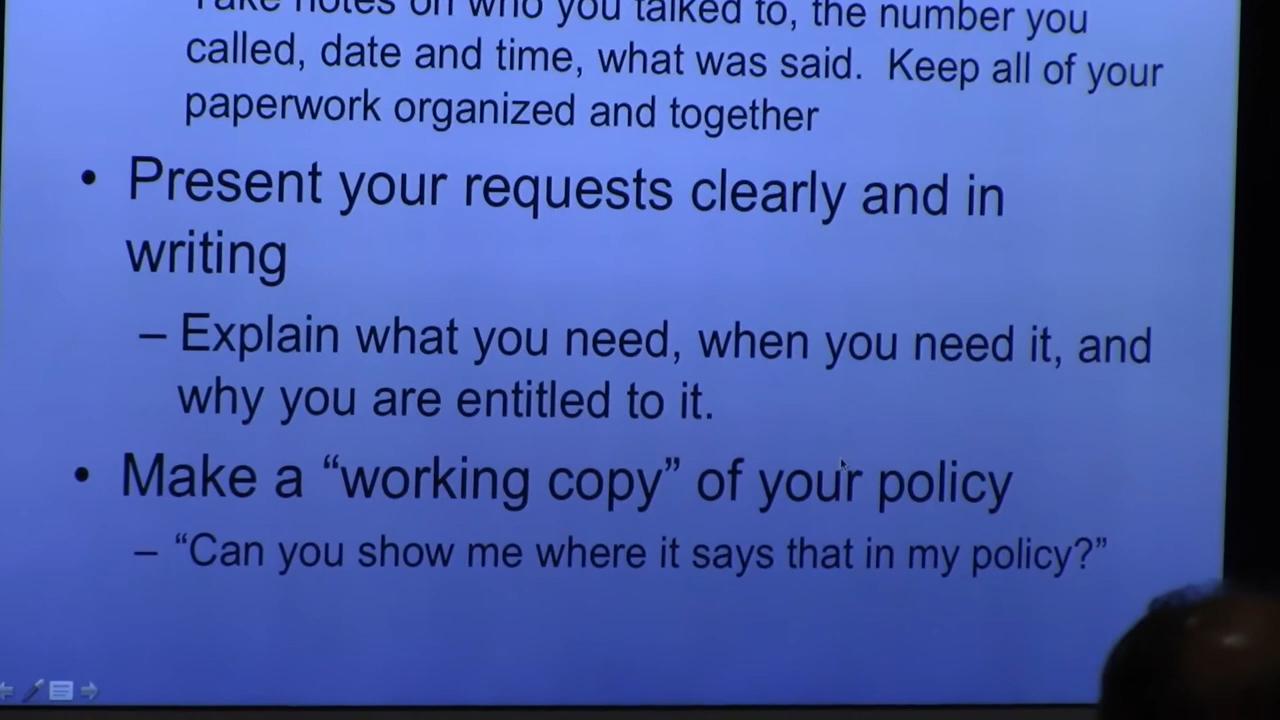 Take notes on who you talked to, the number you
called, date and time, what was said.  Keep all of your
paperwork organized and together
• Present your requests clearly and in
writing
– Explain what you need, when you need it, and
why you are entitled to it.
• Make a “working copy” of your policy
– “Can you show me where it says that in my policy?”